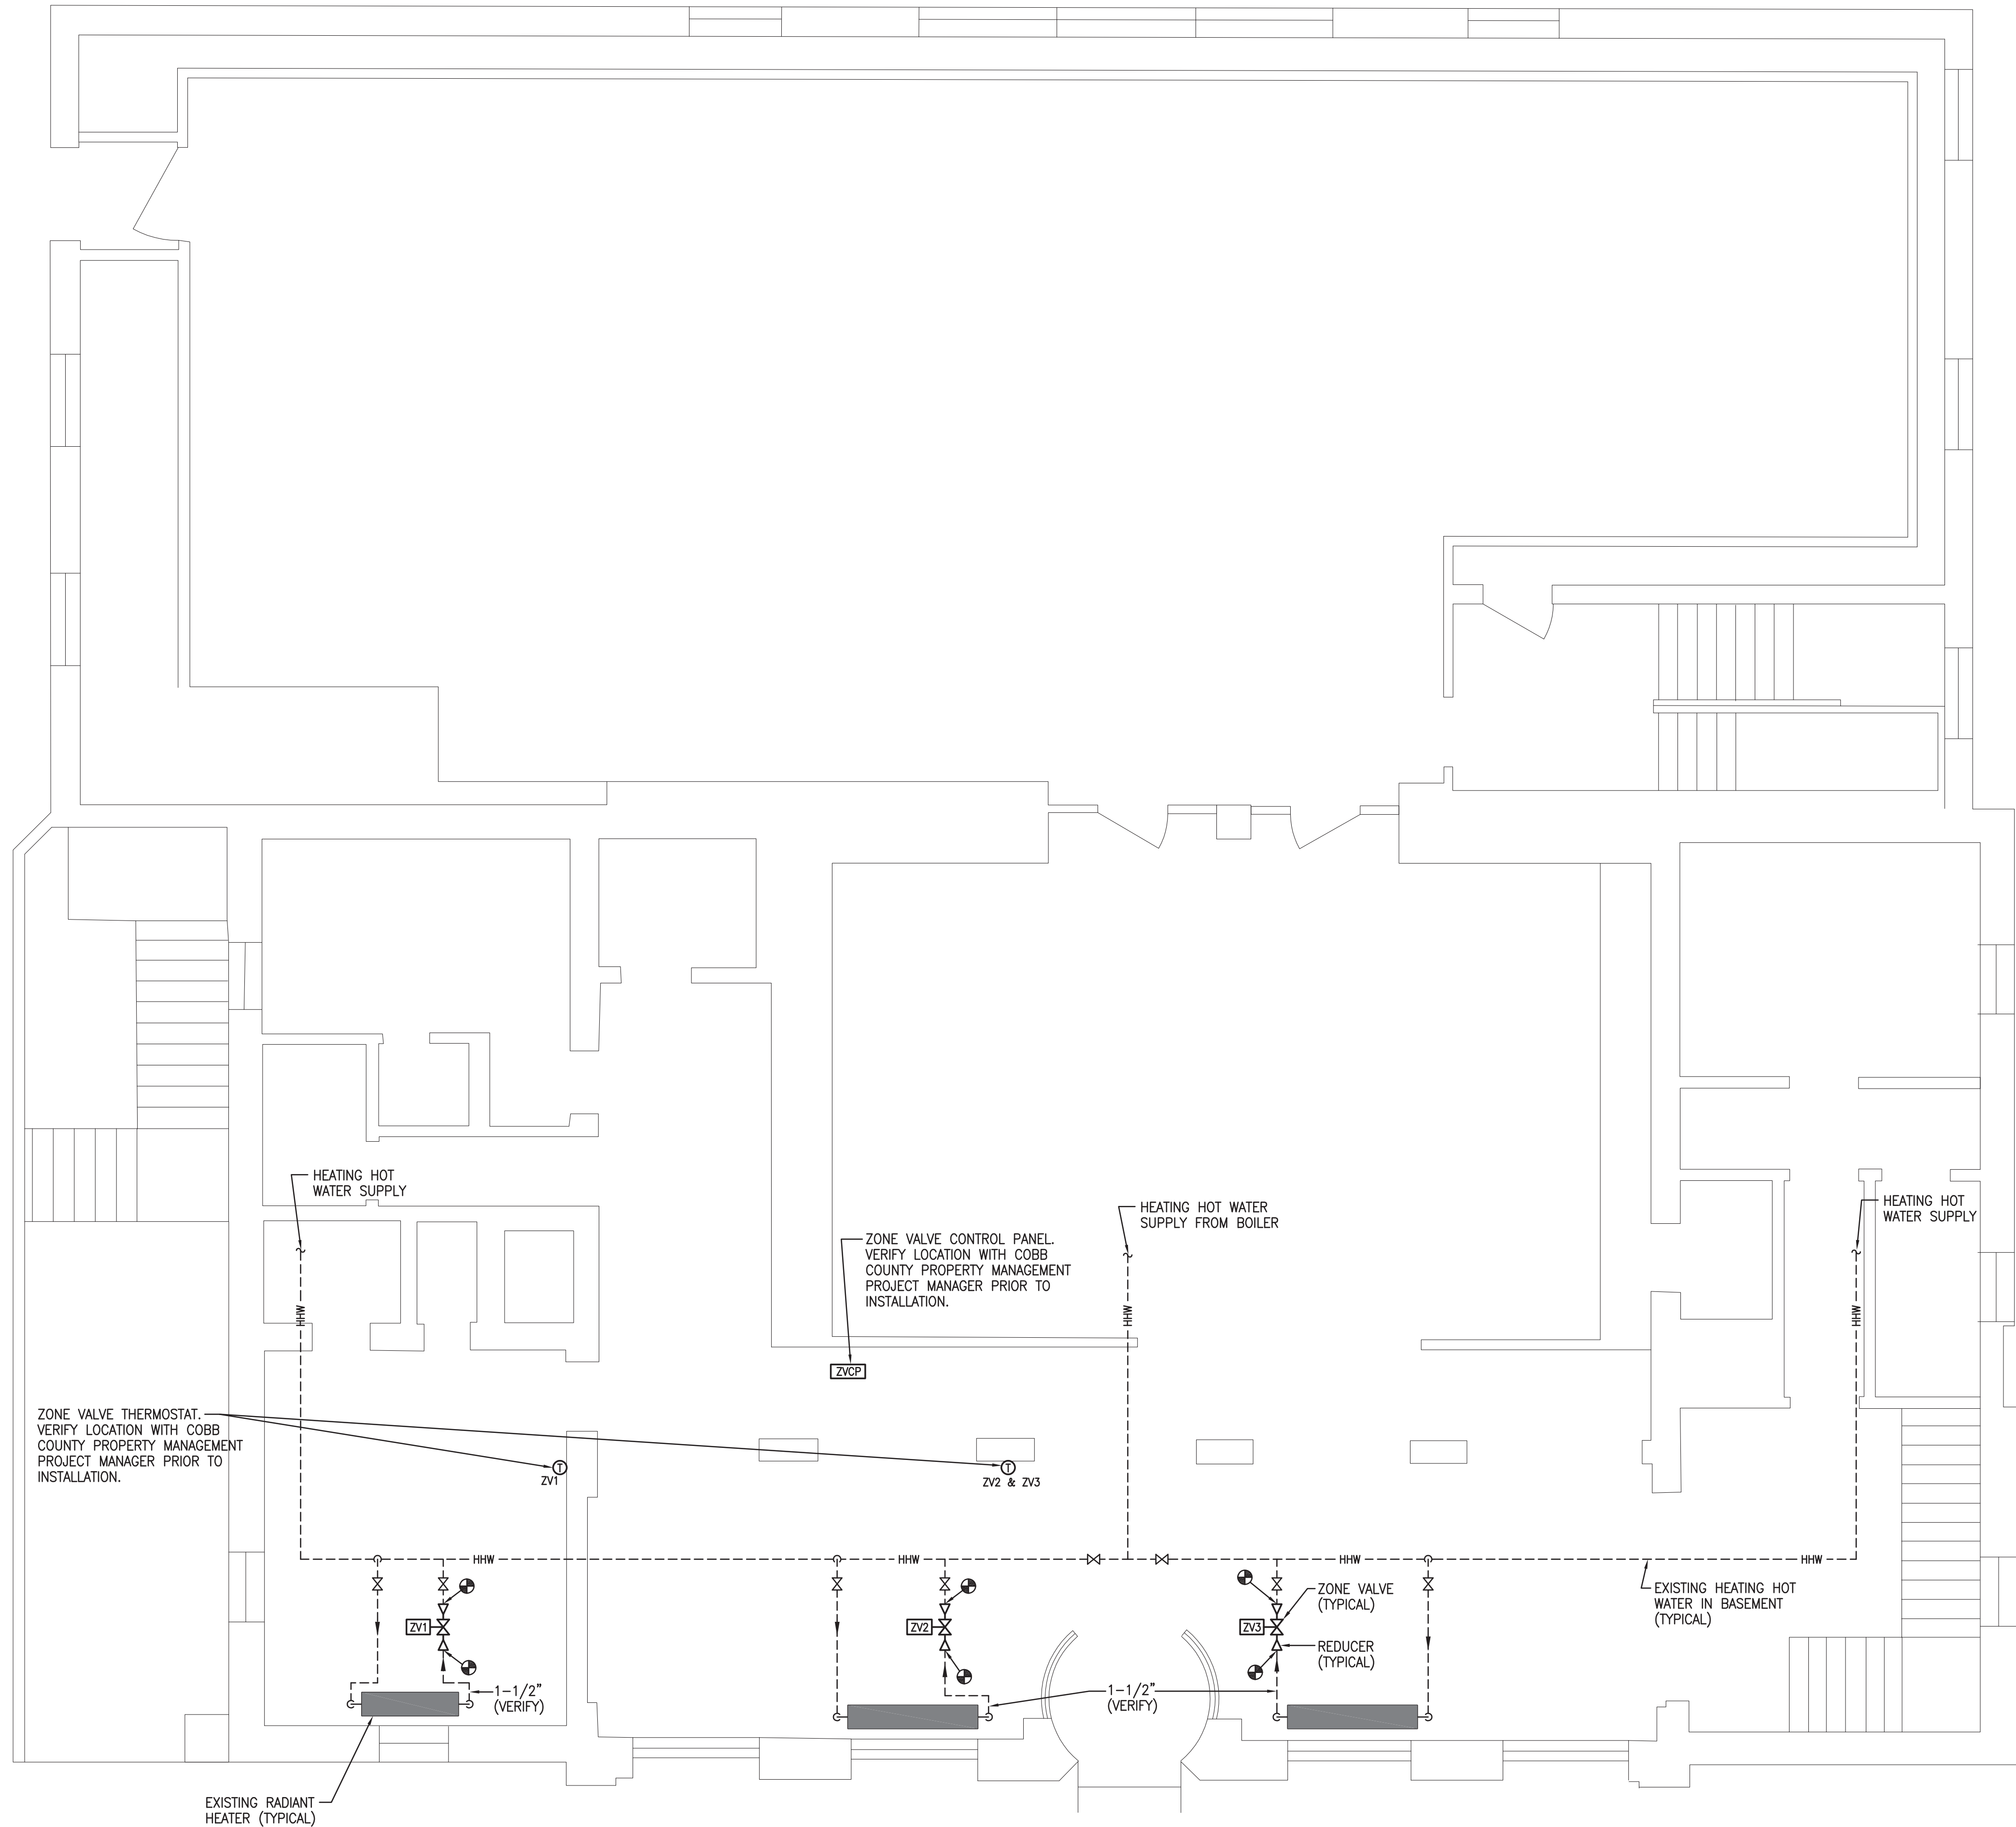 HEATING HOT
WATER SUPPLY
HEATING HOT WATER
SUPPLY FROM BOILER
HEATING HOT
WATER SUPPLY
ZONE VALVE CONTROL PANEL.
VERIFY LOCATION WITH COBB
COUNTY PROPERTY MANAGEMENT
PROJECT MANAGER PRIOR TO
INSTALLATION.
HHW
HHW
HHW
ZVCP
ZONE VALVE THERMOSTAT.
VERIFY LOCATION WITH COBB
COUNTY PROPERTY MANAGEMENT
PROJECT MANAGER PRIOR TO
INSTALLATION.
T
ZV1
T
ZV2 & ZV3
HHW
HHW
HHW
HHW
ZONE VALVE
(TYPICAL)
EXISTING HEATING HOT
WATER IN BASEMENT
(TYPICAL)
ZV1
ZV2
ZV3
REDUCER
(TYPICAL)
1-1/2"
(VERIFY)
1-1/2"
(VERIFY)
EXISTING RADIANT
HEATER (TYPICAL)